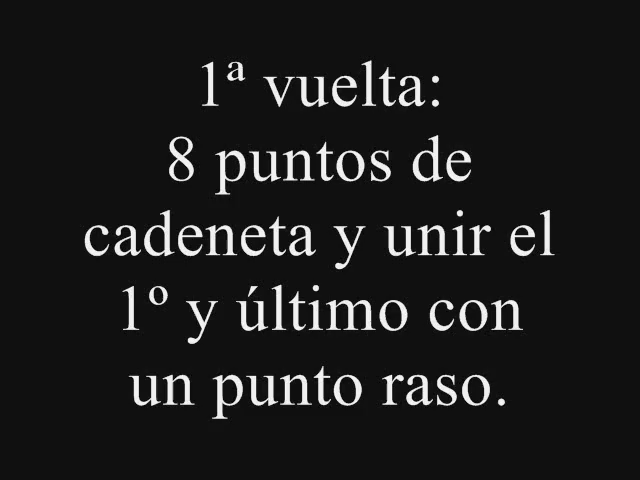 1ª vuelta:
8 puntos de
cadeneta y unir el
1º y último con
un punto raso.